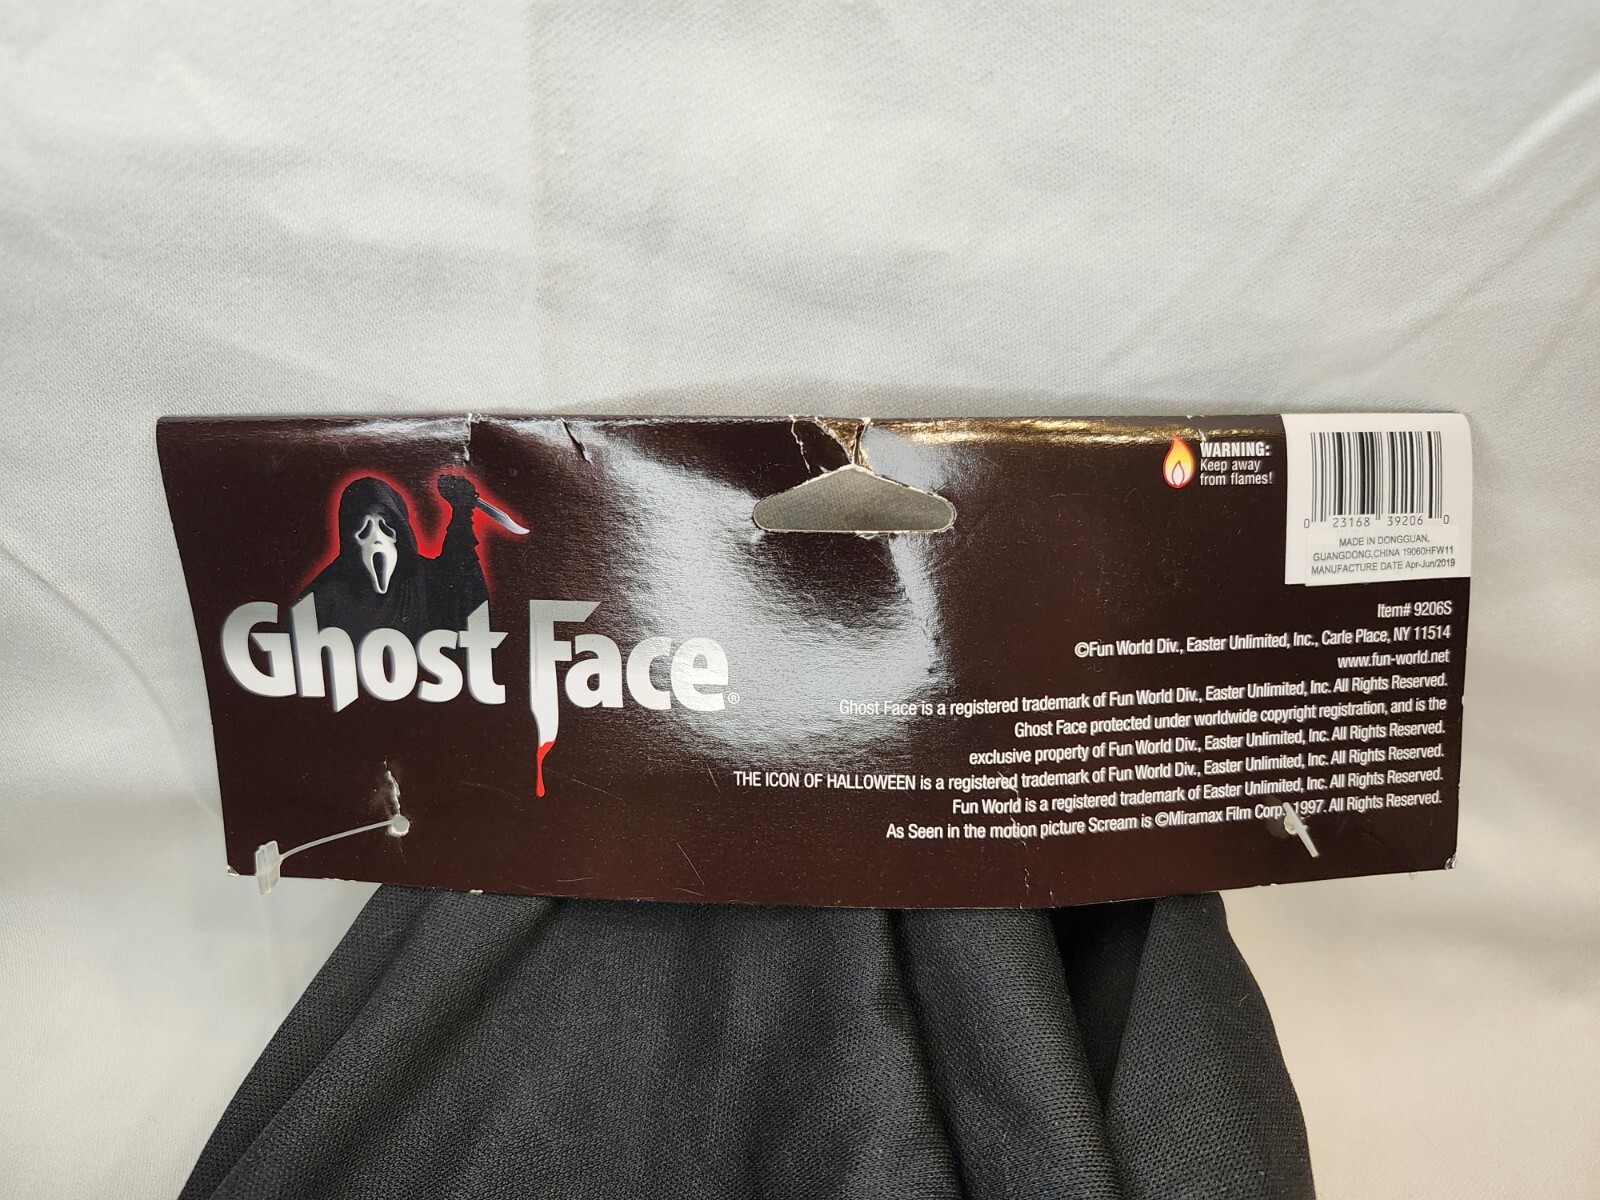 WARNING:
Keep away
from flames!
0 23168 39206 0
MADE IN DONGGUAN,
GUANGDONG,CHINA 19060HFW11
MANUFACTURE DATE Apr-Jun/2019
Ghost Face®
Item# 9206S
©Fun World Div., Easter Unlimited, Inc., Carle Place, NY 11514
www.fun-world.net
Ghost Face is a registered trademark of Fun World Div., Easter Unlimited, Inc. All Rights Reserved.
Ghost Face protected under worldwide copyright registration, and is the
exclusive property of Fun World Div., Easter Unlimited, Inc. All Rights Reserved.
THE ICON OF HALLOWEEN is a registered trademark of Fun World Div., Easter Unlimited, Inc. All Rights Reserved.
Fun World is a registered trademark of Easter Unlimited, Inc. All Rights Reserved.
As Seen in the motion picture Scream is ©Miramax Film Corp. 1997. All Rights Reserved.